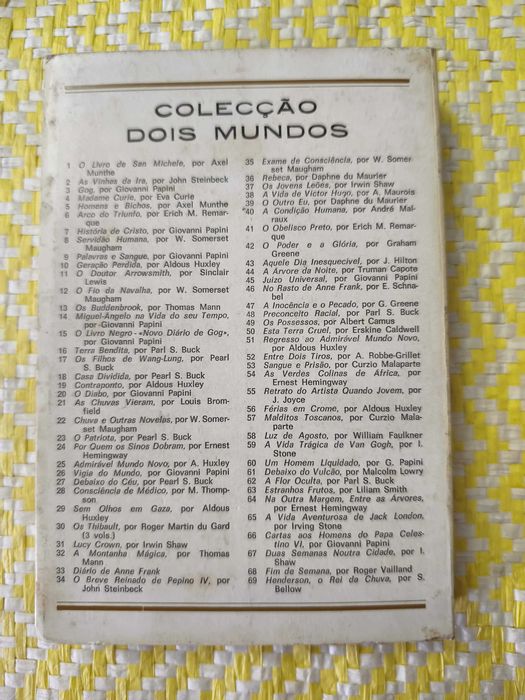 COLECÇÃO
DOIS MUNDOS
1 O Livro de San Michele, por Axel
Munthe
2 As Vinhas da Ira, por John Steinbeck
3 Gog, por Giovanni Papini
4 Madame Curie, por Eva Curie
5 Homens e Bichos, por Axel Munthe
6 Arco do Triunfo, por Erich M. Remar-
que
7 História de Cristo, por Giovanni Papini
8 Servidão Humana, por W. Somerset
Maugham
9 Palavras e Sangue, por Giovanni Papini
10 Geração Perdida, por Aldous Huxley
11 O Doutor Arrowsmith, por Sinclair
Lewis
12 O Fio da Navalha, por W. Somerset
Maugham
13 Os Buddenbrook, por Thomas Mann
14 Miguel-Angelo na Vida do seu Tempo,
por Giovanni Papini
15 O Livro Negro - «Novo Diário de Gog»,
por Giovanni Papini
16 Terra Bendita, por Parl S. Buck
17 Os Filhos de Wang-Lung, por Pearl
S. Buck
18 Casa Dividida, por Pearl S. Buck
19 Contraponto, por Aldous Huxley
20 O Diabo, por Giovanni Papini
21 As Chuvas Vieram, por Louis Brom-
field
22 Chuva e Outras Novelas, por W. Somer-
set Maugham
23 O Patriota, por Pearl S. Buck
24 Por Quem os Sinos Dobram, por Ernest
Hemingway
25 Admirável Mundo Novo, por A. Huxley
26 Vigia do Mundo, por Giovanni Papini
27 Debaixo do Céu, por Pearl S. Buck
28 Consciência de Médico, por M. Thomp-
son
29 Sem Olhos em Gaza, por Aldous
Huxley
30 Os Thibault, por Roger Martin du Gard
(3 vols.)
31 Lucy Crown, por Irwin Shaw
32 A Montanha Mágica, por Thomas
Mann
33 Diário de Anne Frank
34 O Breve Reinado de Pepino IV, por
John Steinbeck
35 Exame de Consciência, por W. Somer
set Maugham
36 Rebeca, por Daphne du Maurier
37 Os Jovens Leões, por Irwin Shaw
38 A Vida de Victor Hugo, por A. Maurois
39 O Outro Eu, por Daphne du Maurier
*40 A Condição Humana, por André Mal-
raux
41 O Obelisco Preto, por Erich M. Remar-
que
42 O Poder e a Glória, por Graham
Greene
43 Aquele Dia Inesquecível, por J. Hilton
44 A Árvore da Noite, por Truman Capote
45 Juízo Universal, por Giovanni Papini
46 No Rasto de Anne Frank, por E. Schna-
bel
47 A Inocência e o Pecado, por G. Greene
48 Preconceito Racial, por Parl S. Buck
49 Os Possessos, por Albert Camus
50 Esta Terra Cruel, por Erskine Caldwell
51 Regresso ao Admirável Mundo Novo,
por Aldous Huxley
52 Entre Dois Tiros, por A. Robbe-Grillet
53 Sangue e Prisão, por Curzio Malaparte
54 As Verdes Colinas de África, por
Ernest Hemingway
55 Retrato do Artista Quando Jovem, por
J. Joyce
56 Férias em Crome, por Aldous Huxley
57 Malditos Toscanos, por Curzio Mala-
parte
58 Luz de Agosto, por William Faulkner
59 A Vida Trágica de Van Gogh, por I.
Stone
60 Um Homem Liquidado, por G. Papini
61 Debaixo do Vulcão, por Malcolm Lowry
62 A Flor Oculta, por Parl S. Buck
63 Estranhos Frutos, por Liliam Smith
64 Na Outra Margem, Entre as Árvores,
por Ernest Hemingway
65 A Vida Aventurosa de Jack London,
por Irving Stone
66 Cartas aos Homens do Papa Celes-
tino VI, por Giovanni Papini
67 Duas Semanas Noutra Cidade, por I.
Shaw
68 Fim de Semana, por Roger Vailland
69 Henderson, o Rei da Chuva, por S.
Bellow